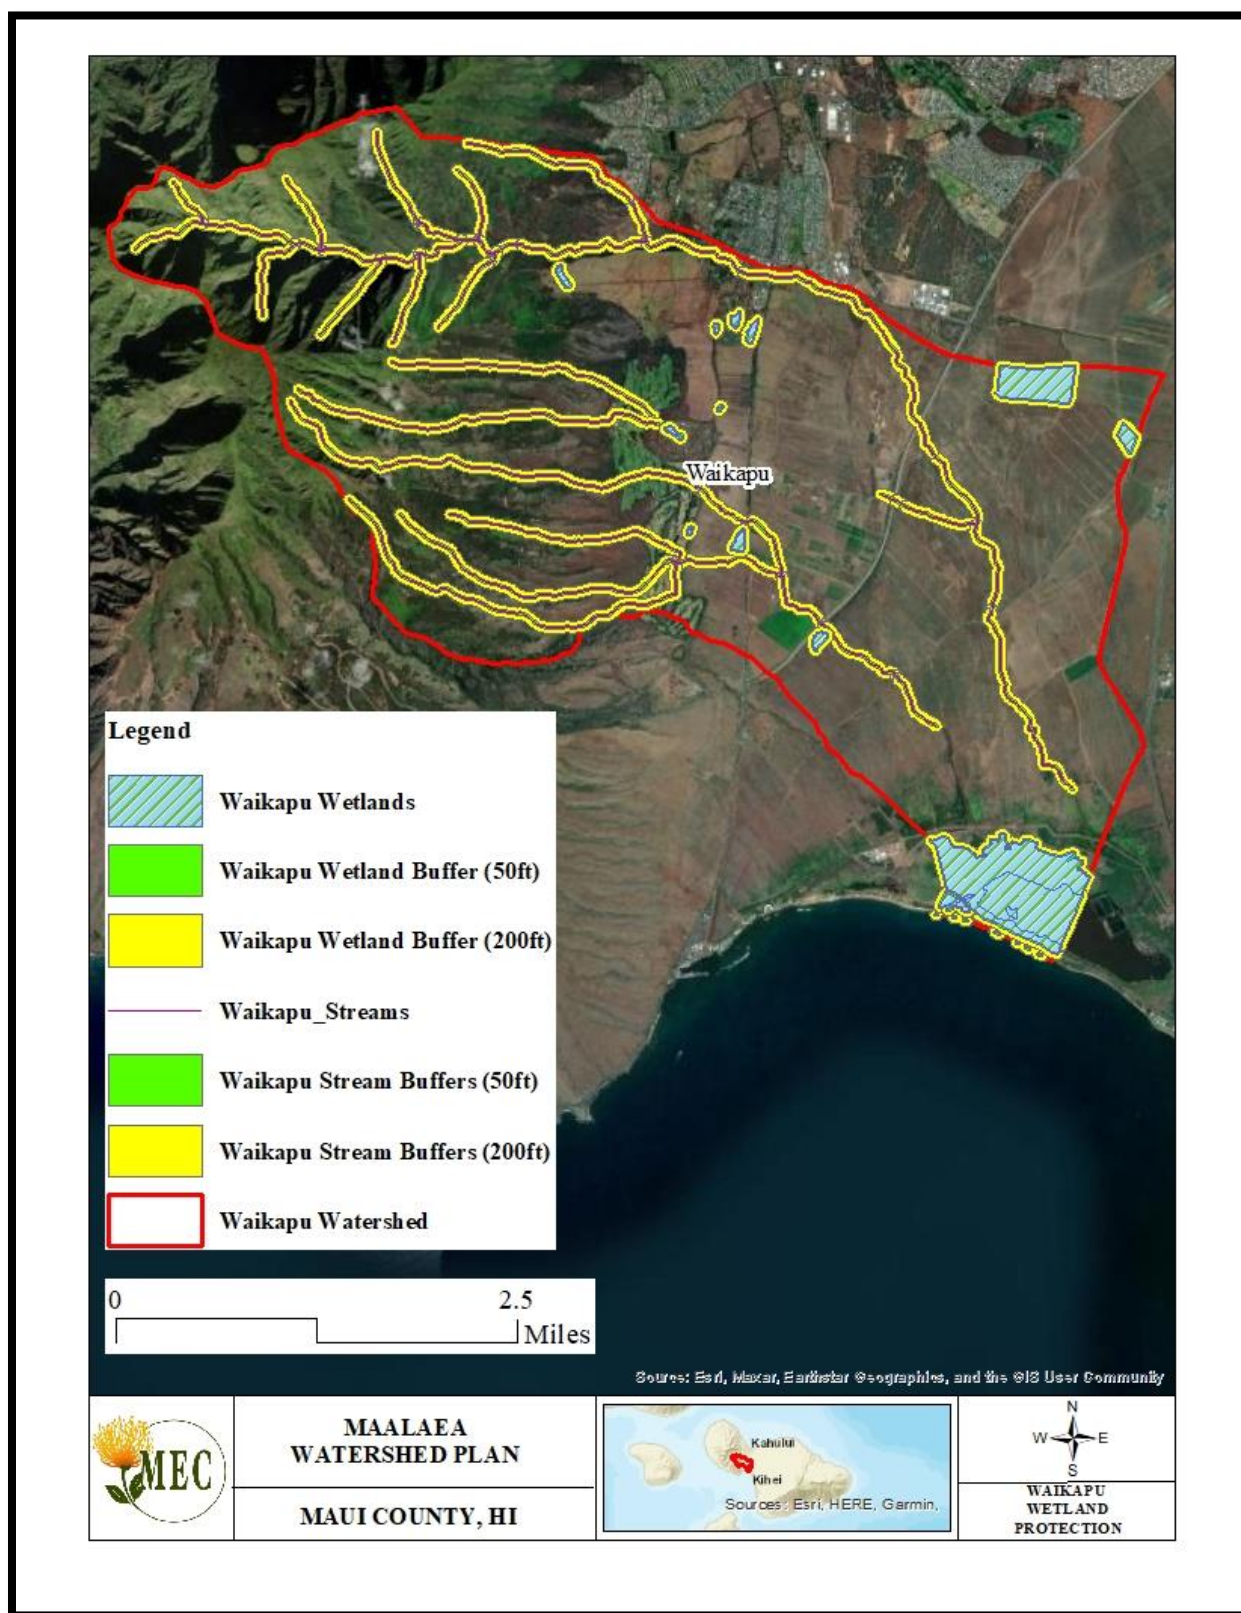 Waikapu
Legend
Waikapu Wetlands
Waikapu Wetland Buffer (50ft)
Waikapu Wetland Buffer (200ft)
Waikapu_Streams
Waikapu Stream Buffers (50ft)
Waikapu Stream Buffers (200ft)
Waikapu Watershed
0 2.5
Miles
Source: Esri, Maxar, Earthstar Geographics, and the GIS User Community
MEC
MAALAEA
WATERSHED PLAN
MAUI COUNTY, HI
Kahului
Kihei
Sources: Esri, HERE, Garmin,
N
W E
S
WAIKAPU
WETLAND
PROTECTION